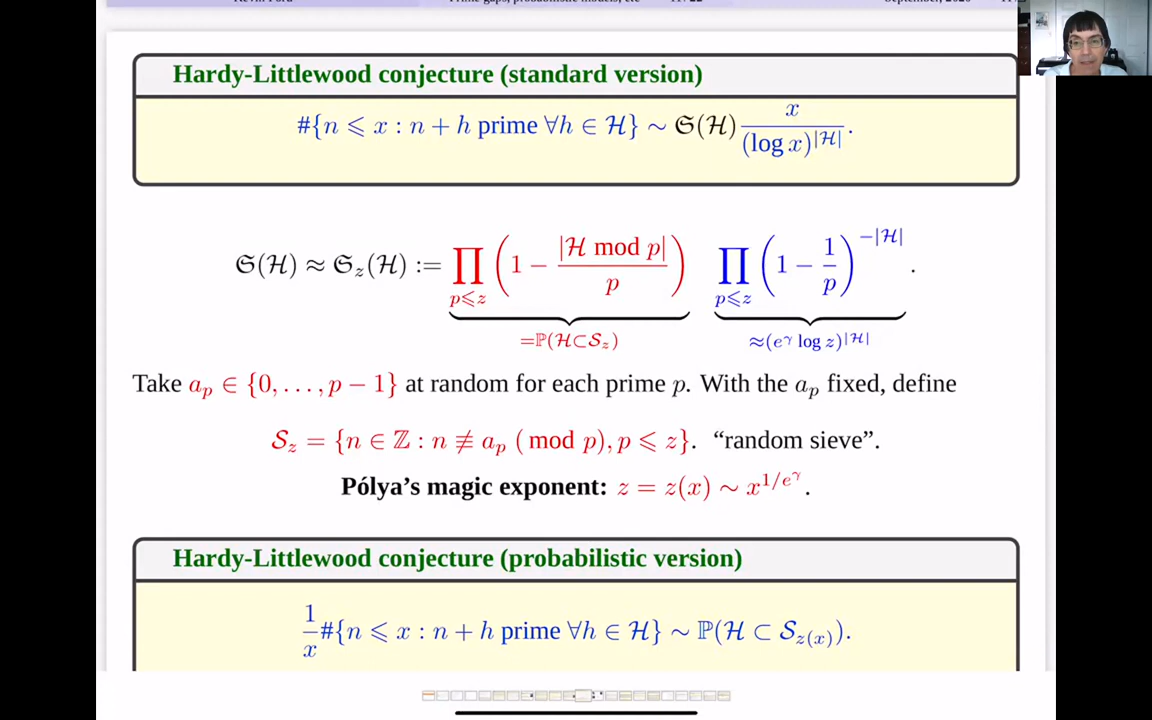 Hardy-Littlewood conjecture (standard version)
#{n ⩽ x : n + h prime ∀h ∈ ℋ} ∼ 𝔖(ℋ) x / (log x)^{|ℋ|}.
𝔖(ℋ) ≈ 𝔖_z(ℋ) := ∏_{p⩽z} (1 − |ℋ mod p| / p) ∏_{p⩽z} (1 − 1/p)^{−|ℋ|}.
=ℙ(ℋ⊂𝒮_z) ≈(e^γ log z)^{|ℋ|}
Take a_p ∈ {0, . . . , p − 1} at random for each prime p. With the a_p fixed, define
𝒮_z = {n ∈ ℤ : n ≢ a_p ( mod p), p ⩽ z}. “random sieve”.
Pólya’s magic exponent: z = z(x) ∼ x^{1/e^γ}.
Hardy-Littlewood conjecture (probabilistic version)
1/x #{n ⩽ x : n + h prime ∀h ∈ ℋ} ∼ ℙ(ℋ ⊂ 𝒮_{z(x)}).